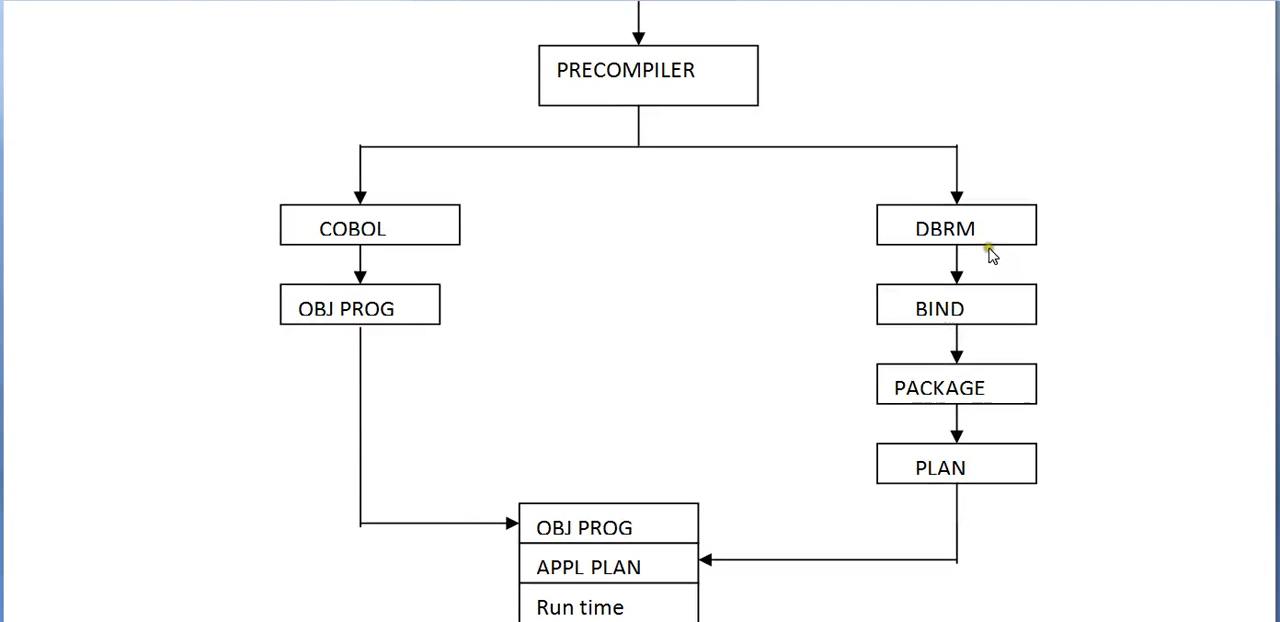 PRECOMPILER
COBOL
DBRM
OBJ PROG
BIND
PACKAGE
PLAN
OBJ PROG
APPL PLAN
Run time